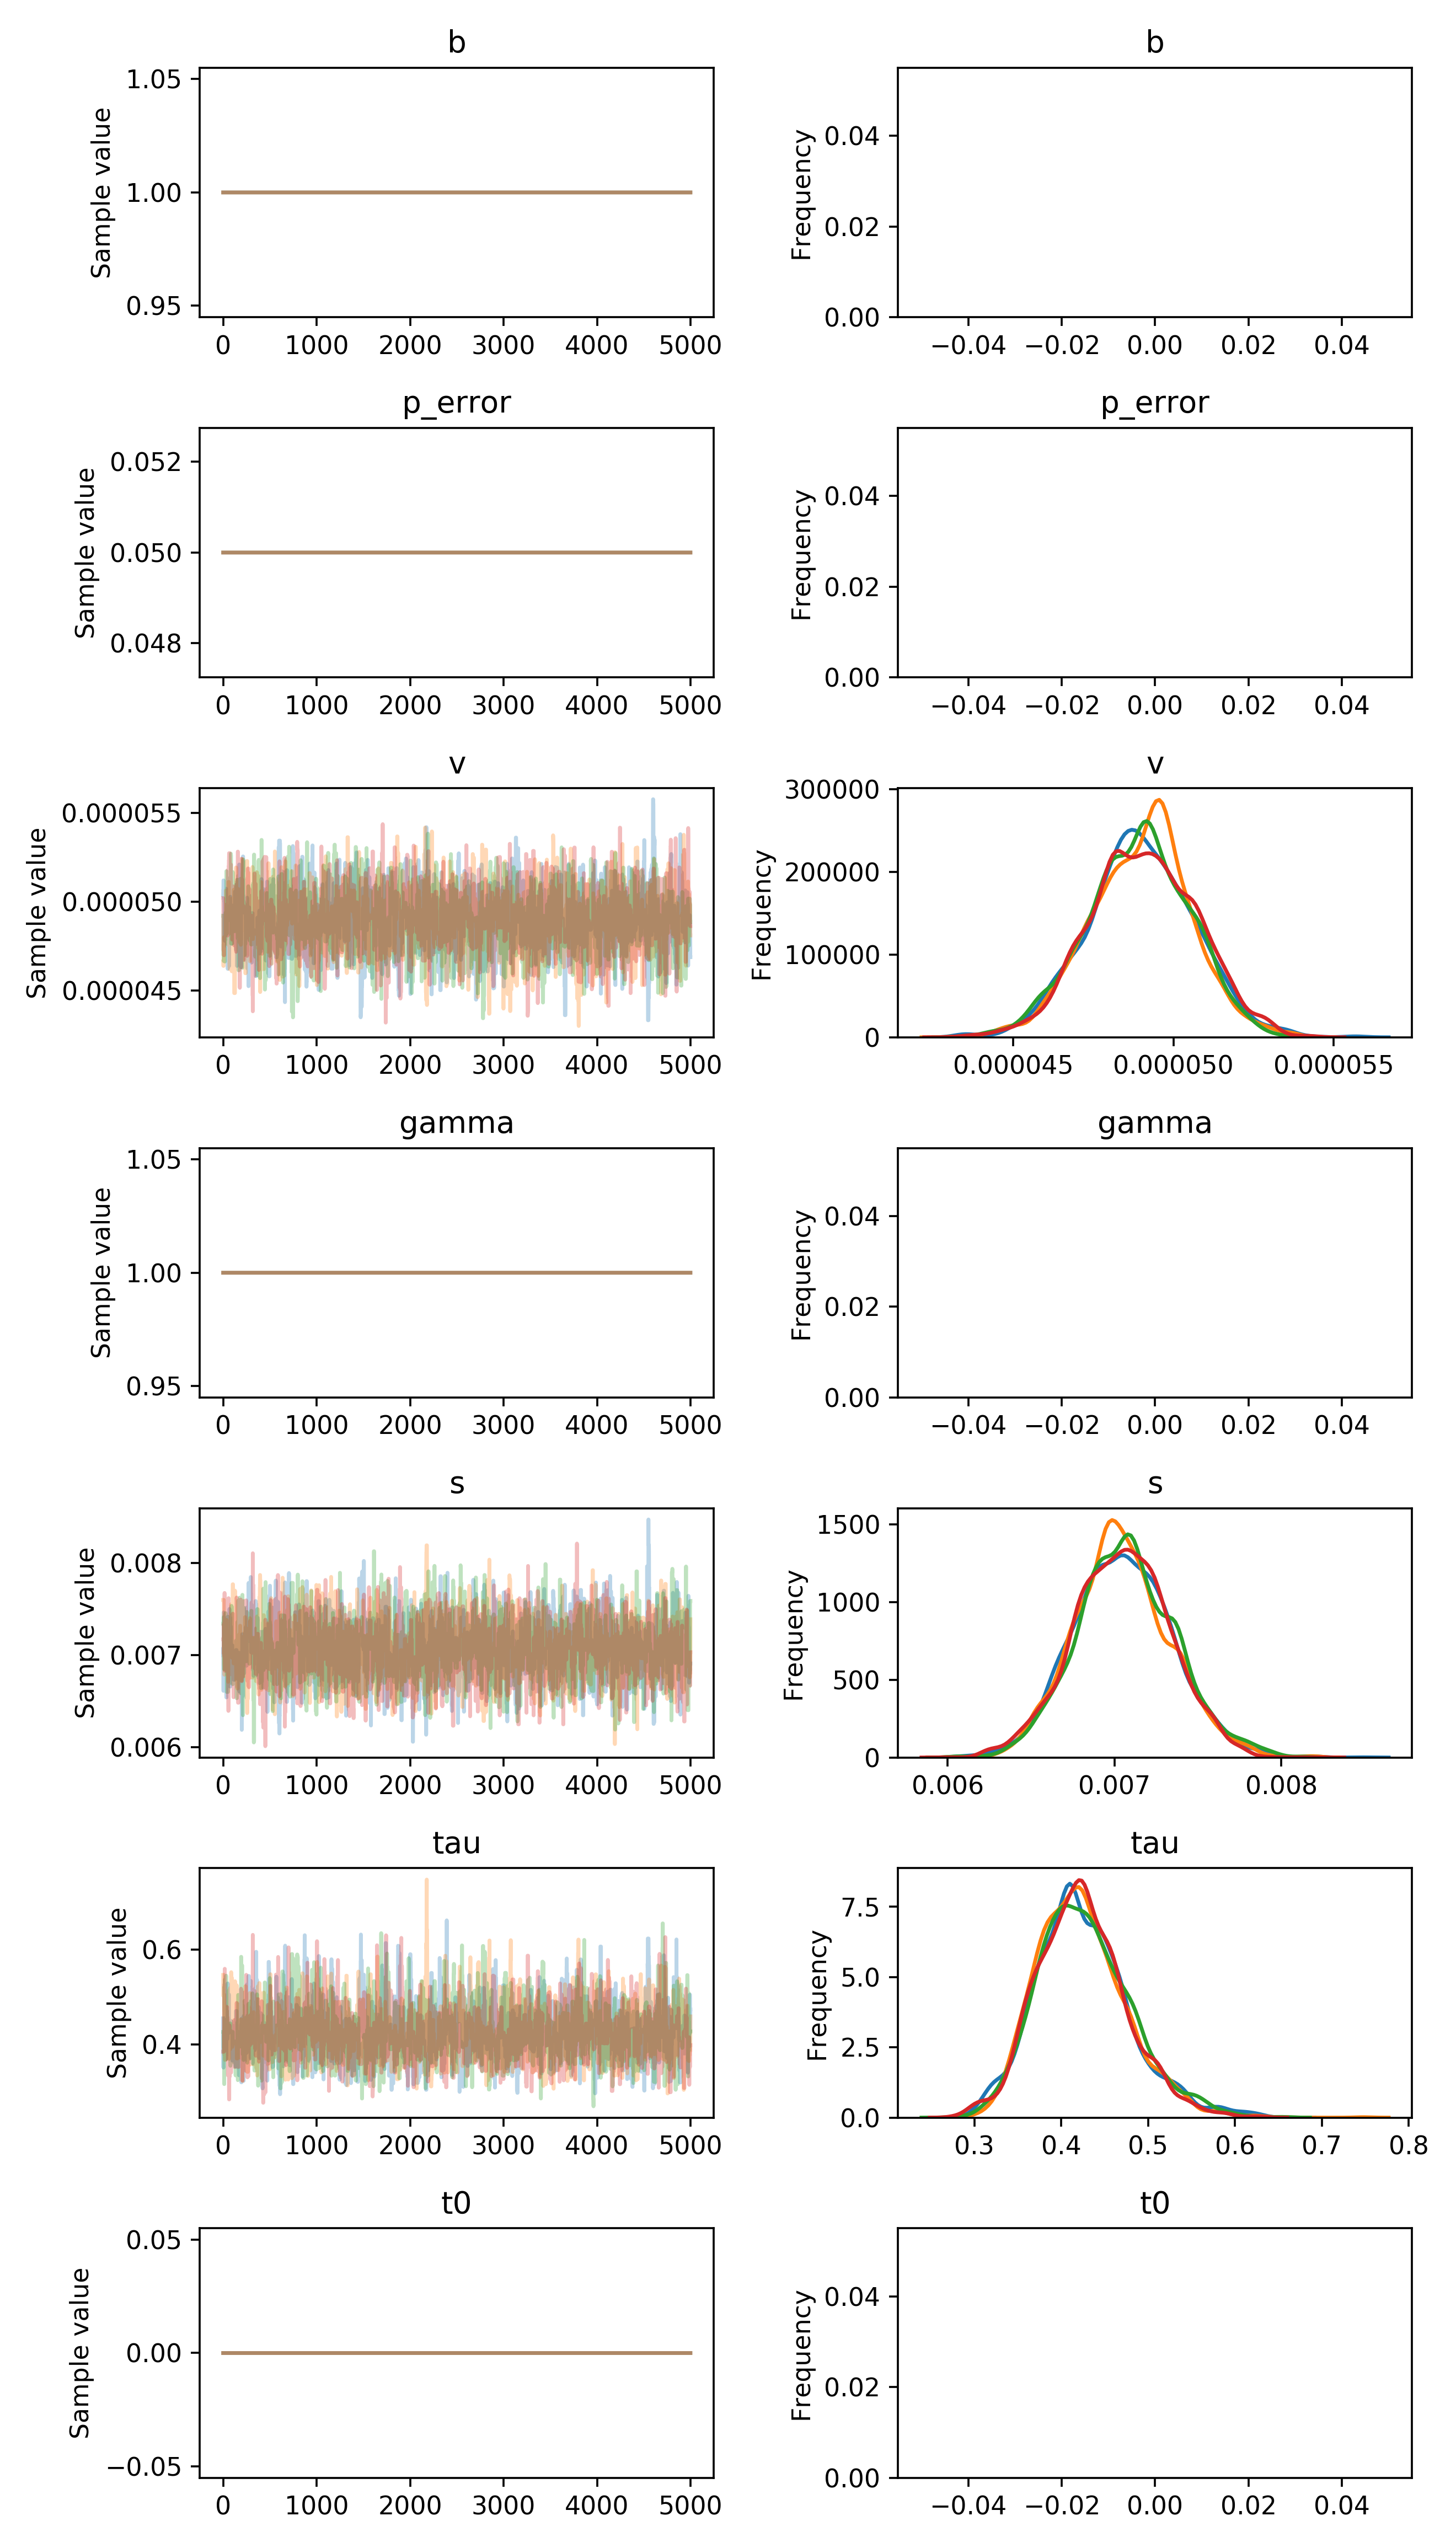 b
b
Sample value
1.05
1.00
0.95
0 1000 2000 3000 4000 5000
Frequency
0.04
0.02
0.00
−0.04 −0.02 0.00 0.02 0.04
p_error
p_error
Sample value
0.052
0.050
0.048
0 1000 2000 3000 4000 5000
Frequency
0.04
0.02
0.00
−0.04 −0.02 0.00 0.02 0.04
v
v
Sample value
0.000055
0.000050
0.000045
0 1000 2000 3000 4000 5000
Frequency
300000
200000
100000
0
0.000045 0.000050 0.000055
gamma
gamma
Sample value
1.05
1.00
0.95
0 1000 2000 3000 4000 5000
Frequency
0.04
0.02
0.00
−0.04 −0.02 0.00 0.02 0.04
s
s
Sample value
0.008
0.007
0.006
0 1000 2000 3000 4000 5000
Frequency
1500
1000
500
0
0.006 0.007 0.008
tau
tau
Sample value
0.6
0.4
0 1000 2000 3000 4000 5000
Frequency
7.5
5.0
2.5
0.0
0.3 0.4 0.5 0.6 0.7 0.8
t0
t0
Sample value
0.05
0.00
−0.05
0 1000 2000 3000 4000 5000
Frequency
0.04
0.02
0.00
−0.04 −0.02 0.00 0.02 0.04